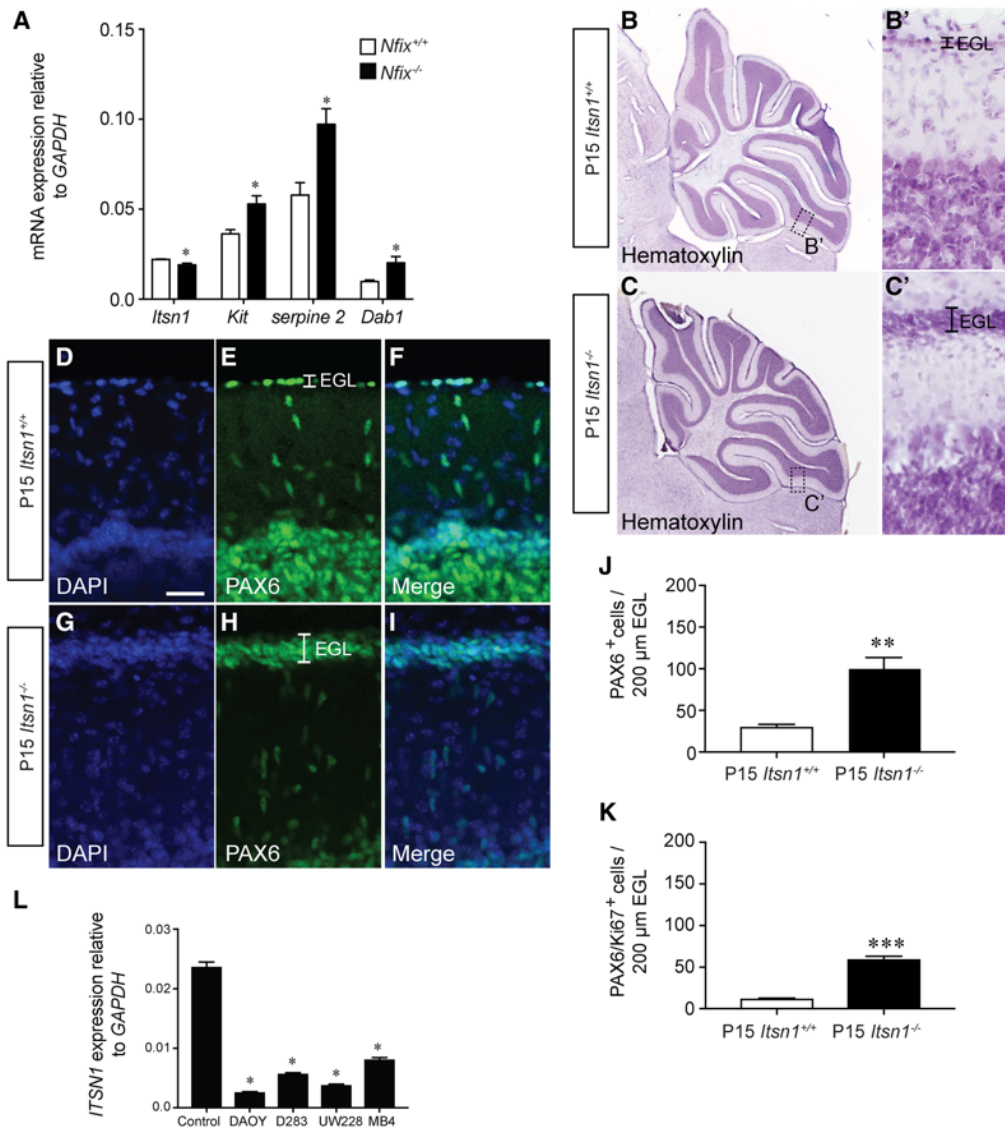 A
Nfix+/+
Nfix-/-
mRNA expression relative
to GAPDH
0.15
0.10
0.05
0.0
*
*
*
*
Itsn1 Kit serpine 2 Dab1
B
P15 Itsn1+/+
B'
Hematoxylin
B'
EGL
C
P15 Itsn1-/-
C'
Hematoxylin
C'
EGL
P15 Itsn1+/+
D
DAPI
E
EGL
PAX6
F
Merge
P15 Itsn1-/-
G
DAPI
H
EGL
PAX6
I
Merge
J
PAX6+cells /
200 µm EGL
200
150
100
50
0
**
P15 Itsn1+/+ P15 Itsn1-/-
K
PAX6/Ki67+ cells /
200 µm EGL
200
150
100
50
0
***
P15 Itsn1+/+ P15 Itsn1-/-
L
ITSN1 expression relative
to GAPDH
0.03
0.02
0.01
0.0
*
*
*
*
Control DAOY D283 UW228 MB4